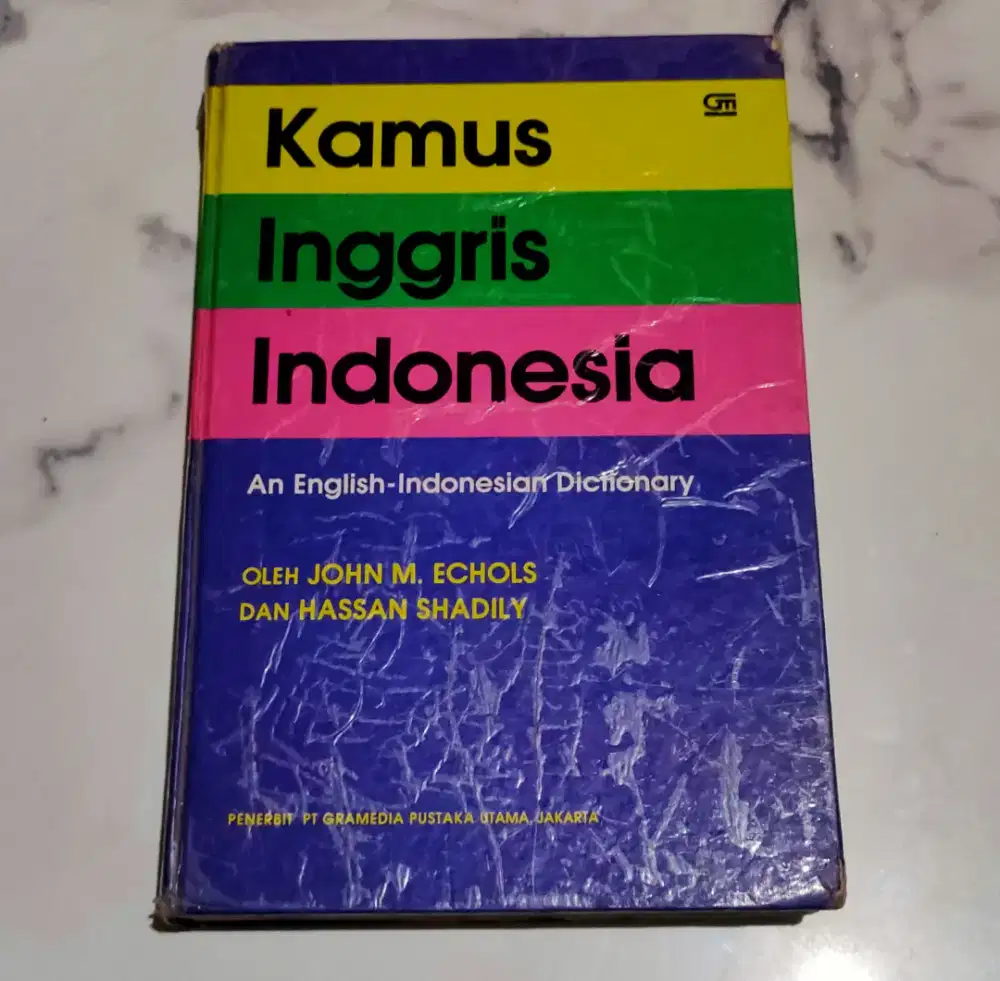 GM
Kamus
Inggris
Indonesia
An English-Indonesian Dictionary
OLEH JOHN M. ECHOLS
DAN HASSAN SHADILY
PENERBIT PT GRAMEDIA PUSTAKA UTAMA, JAKARTA